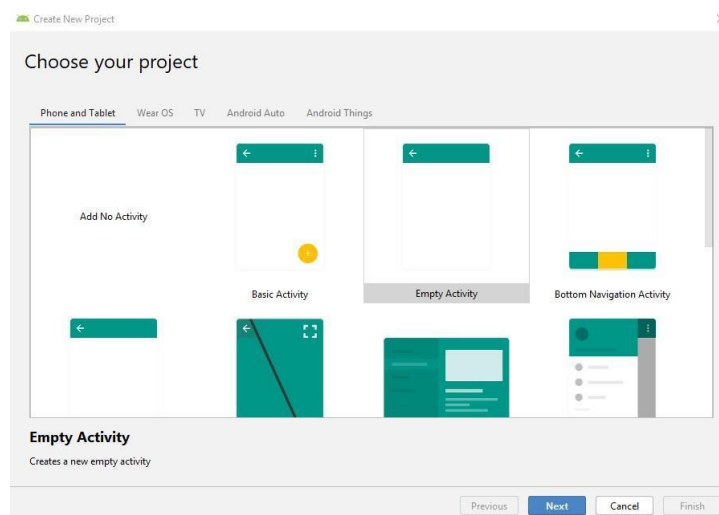 Create New Project
Choose your project
Phone and Tablet Wear OS TV Android Auto Android Things
Add No Activity
Basic Activity
Empty Activity
Bottom Navigation Activity
Empty Activity
Creates a new empty activity
Previous Next Cancel Finish